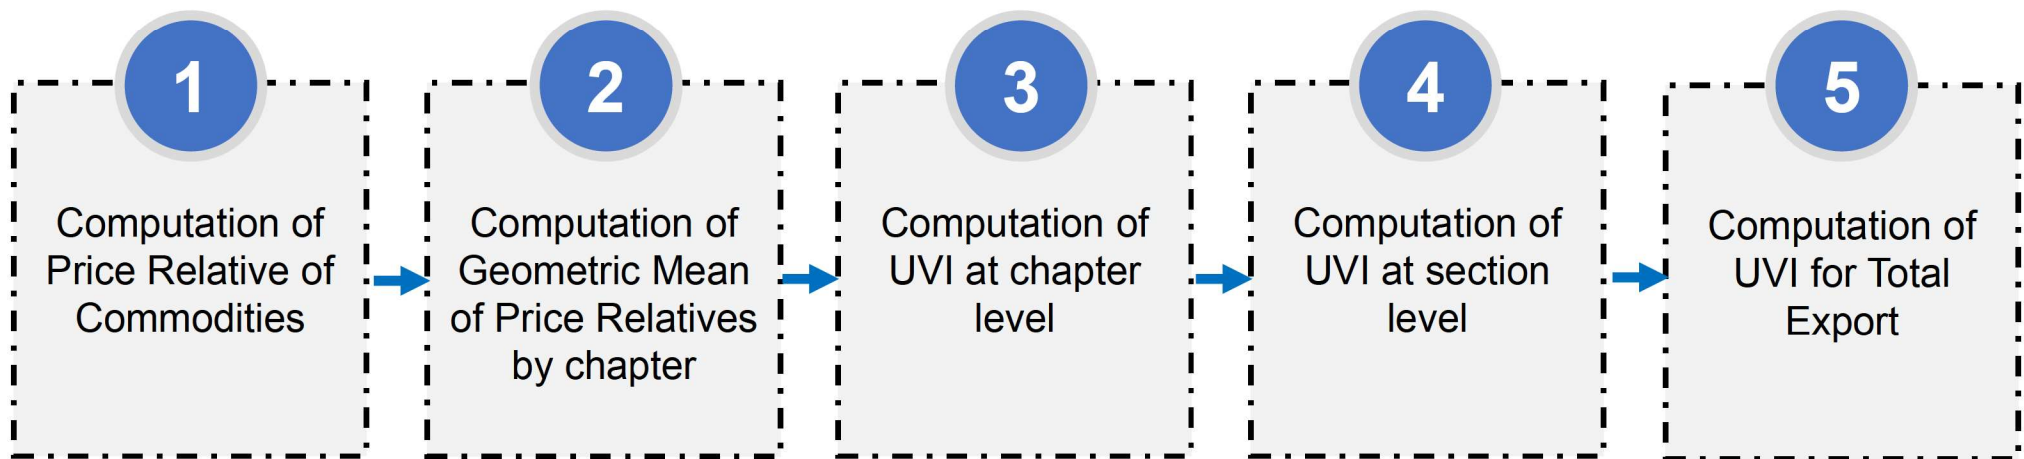 1
Computation of
Price Relative of
Commodities
2
Computation of
Geometric Mean
of Price Relatives
by chapter
3
Computation of
UVI at chapter
level
4
Computation of
UVI at section
level
5
Computation of
UVI for Total
Export